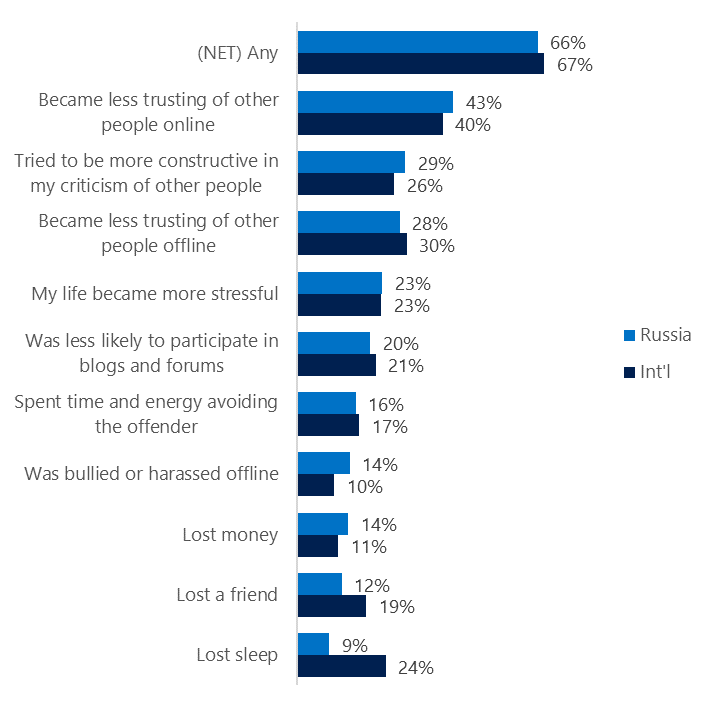 (NET) Any
66%
67%
Became less trusting of other
people online
43%
40%
Tried to be more constructive in
my criticism of other people
29%
26%
Became less trusting of other
people offline
28%
30%
My life became more stressful
23%
23%
Was less likely to participate in
blogs and forums
20%
21%
Spent time and energy avoiding
the offender
16%
17%
Was bullied or harassed offline
14%
10%
Lost money
14%
11%
Lost a friend
12%
19%
Lost sleep
9%
24%
Russia
Int'l